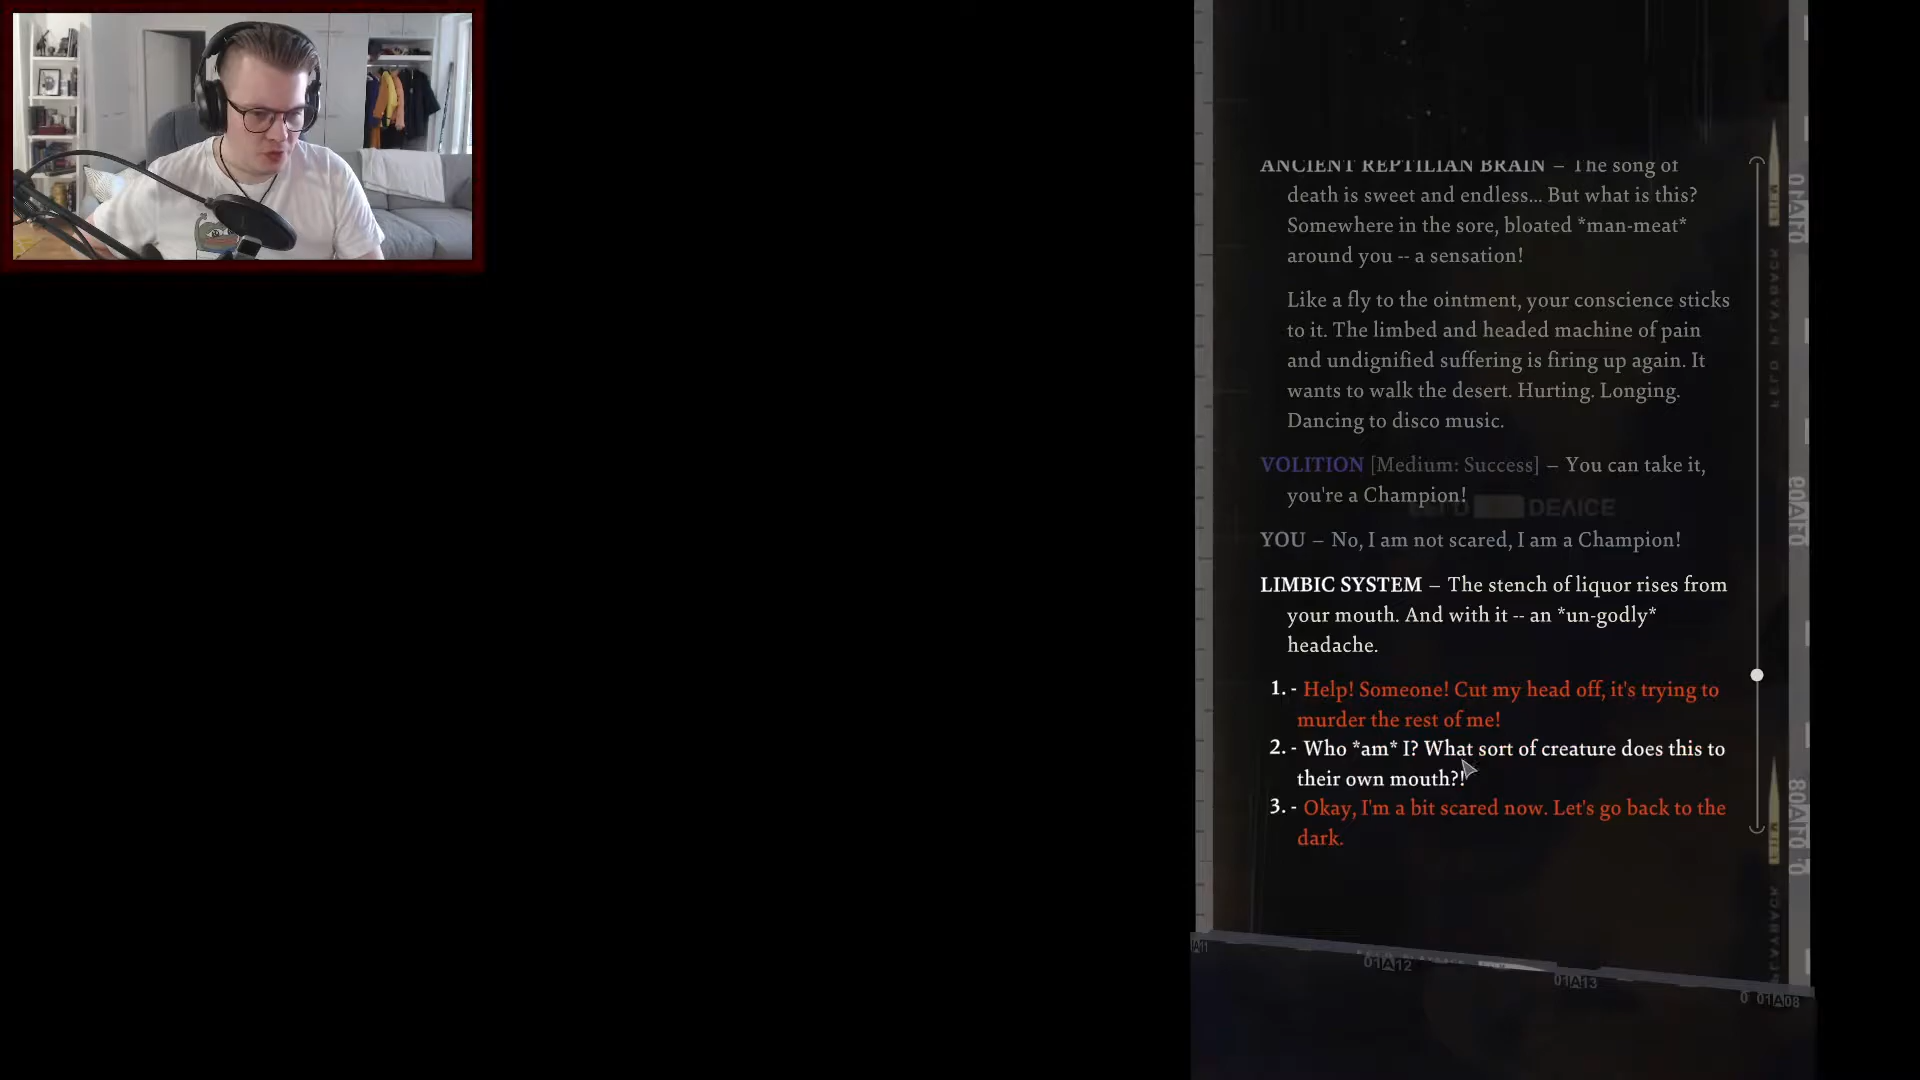 ANCIENT REPTILIAN BRAIN – The song of
death is sweet and endless... But what is this?
Somewhere in the sore, bloated *man-meat*
around you -- a sensation!
Like a fly to the ointment, your conscience sticks
to it. The limbed and headed machine of pain
and undignified suffering is firing up again. It
wants to walk the desert. Hurting. Longing.
Dancing to disco music.
VOLITION [Medium: Success] – You can take it,
you're a Champion!
YOU – No, I am not scared, I am a Champion!
LIMBIC SYSTEM – The stench of liquor rises from
your mouth. And with it -- an *un-godly*
headache.
1. - Help! Someone! Cut my head off, it's trying to
murder the rest of me!
2. - Who *am* I? What sort of creature does this to
their own mouth?!
3. - Okay, I'm a bit scared now. Let's go back to the
dark.
01A12
01A13
0 01A08